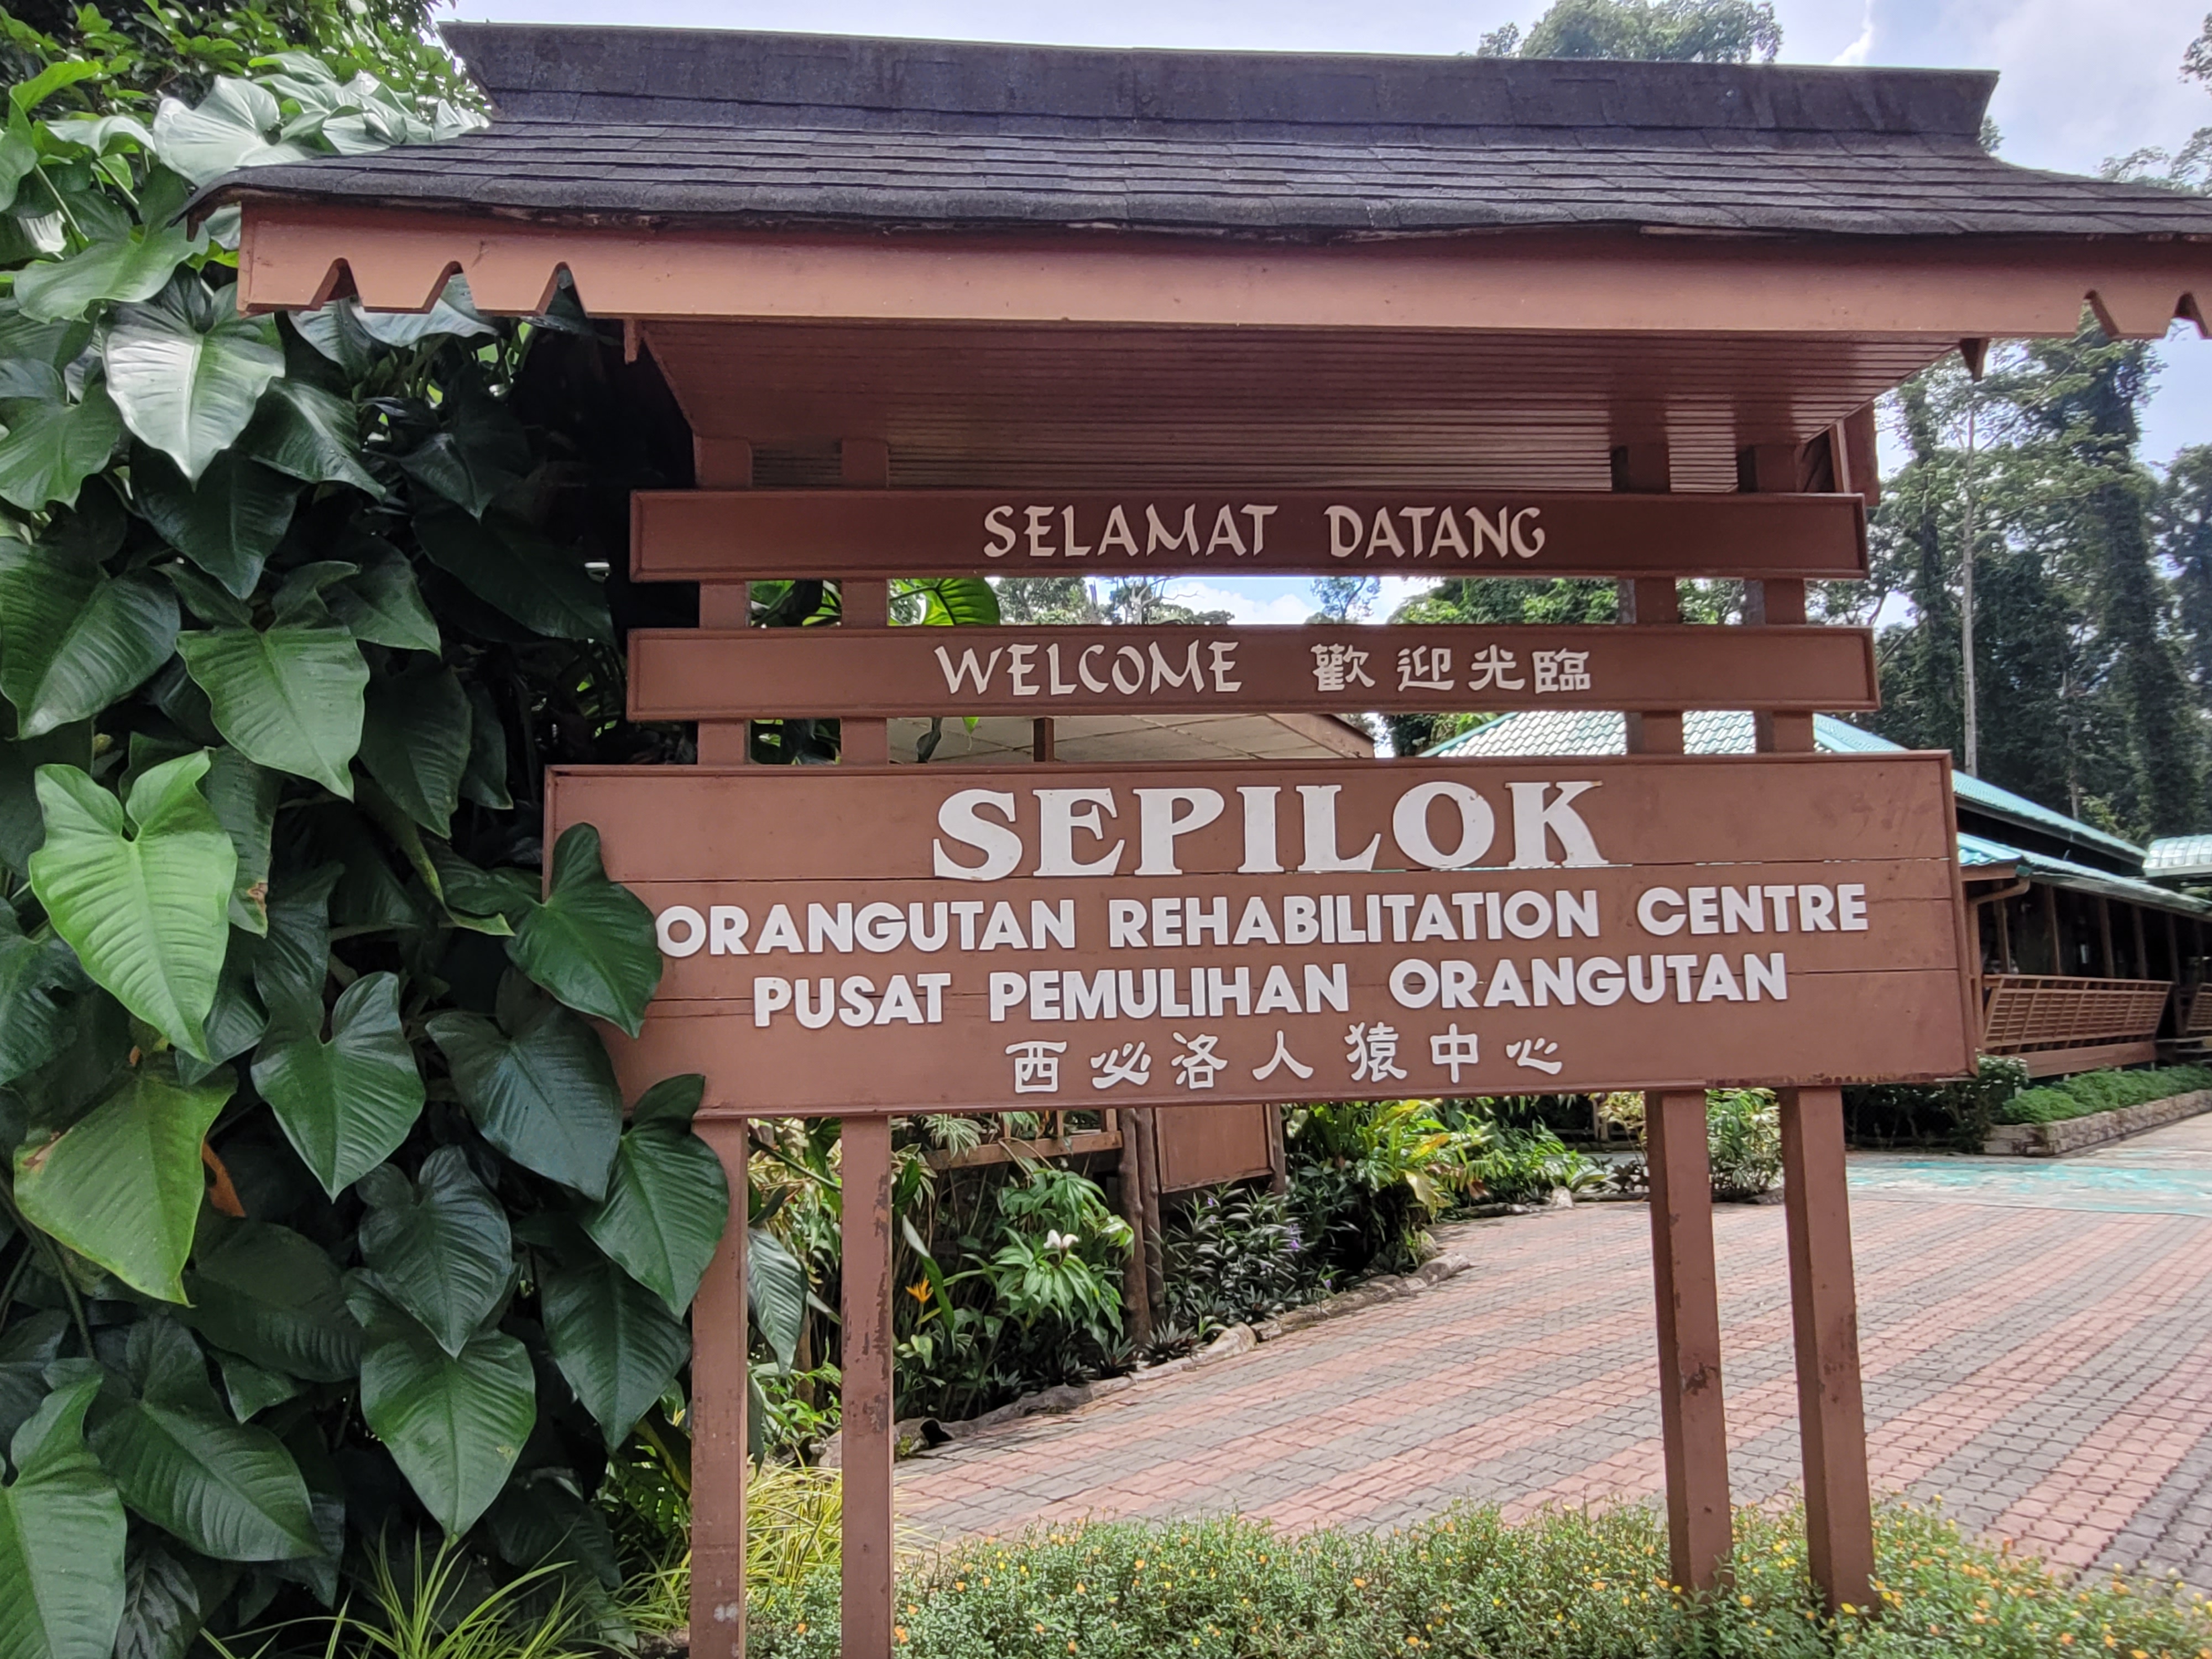 SELAMAT DATANG
WELCOME 歡迎光臨
SEPILOK
ORANGUTAN REHABILITATION CENTRE
PUSAT PEMULIHAN ORANGUTAN
西必洛人猿中心